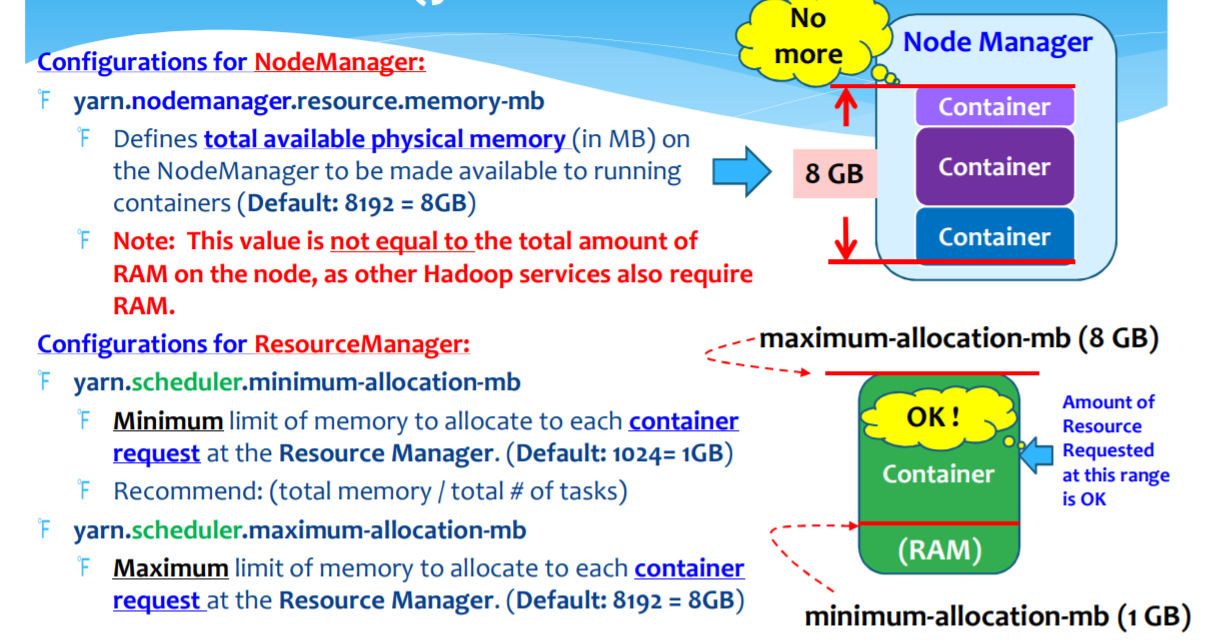 No
more
Node Manager
Configurations for NodeManager:
yarn.nodemanager.resource.memory-mb
Container
Defines total available physical memory (in MB) on
the NodeManager to be made available to running
containers (Default: 8192 = 8GB)
8 GB
Container
Note: This value is not equal to the total amount of
RAM on the node, as other Hadoop services also require
RAM.
Container
Configurations for ResourceManager:
maximum-allocation-mb (8 GB)
yarn.scheduler.minimum-allocation-mb
Minimum limit of memory to allocate to each container
request at the Resource Manager. (Default: 1024= 1GB)
Recommend: (total memory / total # of tasks)
yarn.scheduler.maximum-allocation-mb
Maximum limit of memory to allocate to each container
request at the Resource Manager. (Default: 8192 = 8GB)
OK !
Container
(RAM)
Amount of
Resource
Requested
at this range
is OK
minimum-allocation-mb (1 GB)